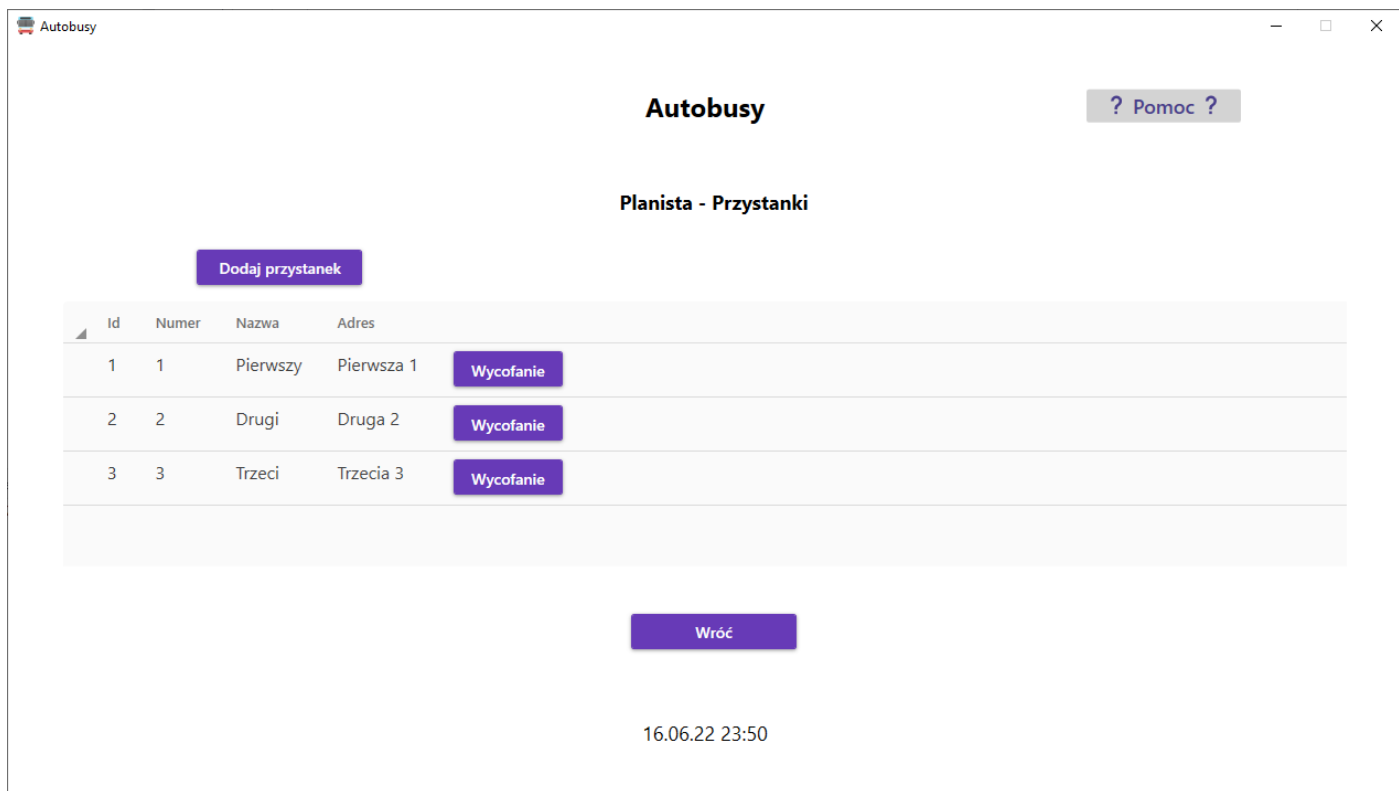 Autobusy
Autobusy
? Pomoc ?
Planista - Przystanki
Dodaj przystanek
Id Numer Nazwa Adres
1 1 Pierwszy Pierwsza 1 Wycofanie
2 2 Drugi Druga 2 Wycofanie
3 3 Trzeci Trzecia 3 Wycofanie
Wróć
16.06.22 23:50